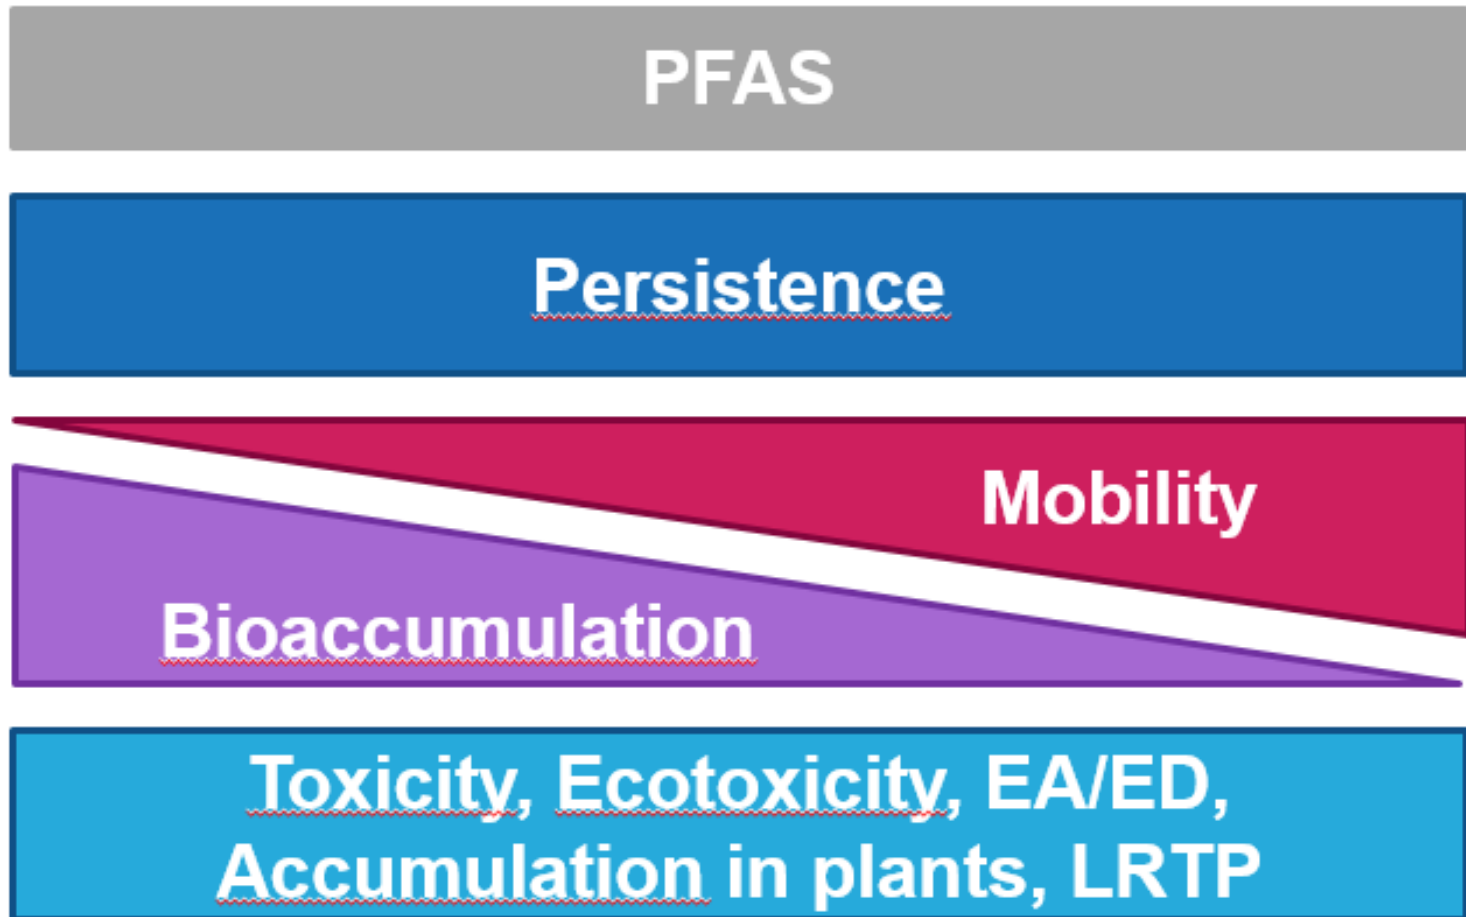 PFAS
Persistence
Mobility
Bioaccumulation
Toxicity, Ecotoxicity, EA/ED,
Accumulation in plants, LRTP